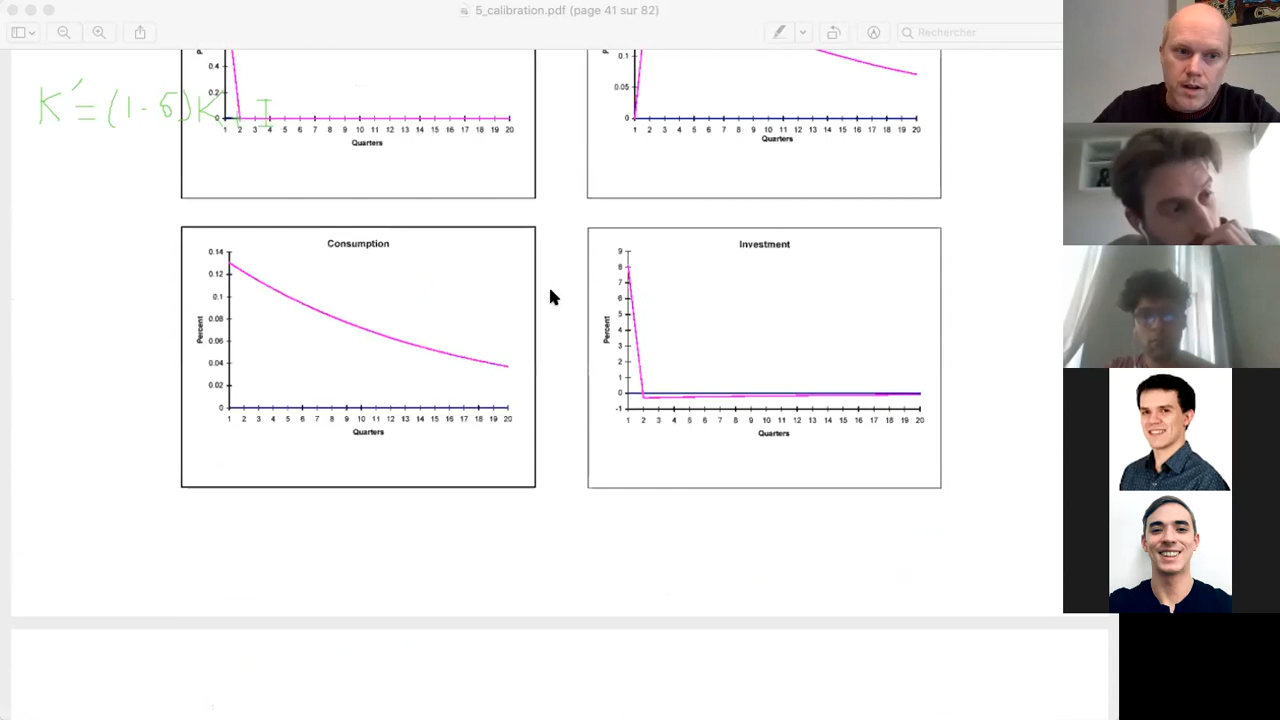 5_calibration.pdf (page 41 sur 82)
Rechercher
0.4
0.2
0
1 2 3 4 5 6 7 8 9 10 11 12 13 14 15 16 17 18 19 20
Quarters
0.1
0.05
0
1 2 3 4 5 6 7 8 9 10 11 12 13 14 15 16 17 18 19 20
Quarters
K' = (1-δ)K + I
Consumption
0.14
0.12
0.1
0.08
0.06
0.04
0.02
0
Percent
1 2 3 4 5 6 7 8 9 10 11 12 13 14 15 16 17 18 19 20
Quarters
Investment
9
8
7
6
5
4
3
2
1
0
-1
Percent
1 2 3 4 5 6 7 8 9 10 11 12 13 14 15 16 17 18 19 20
Quarters